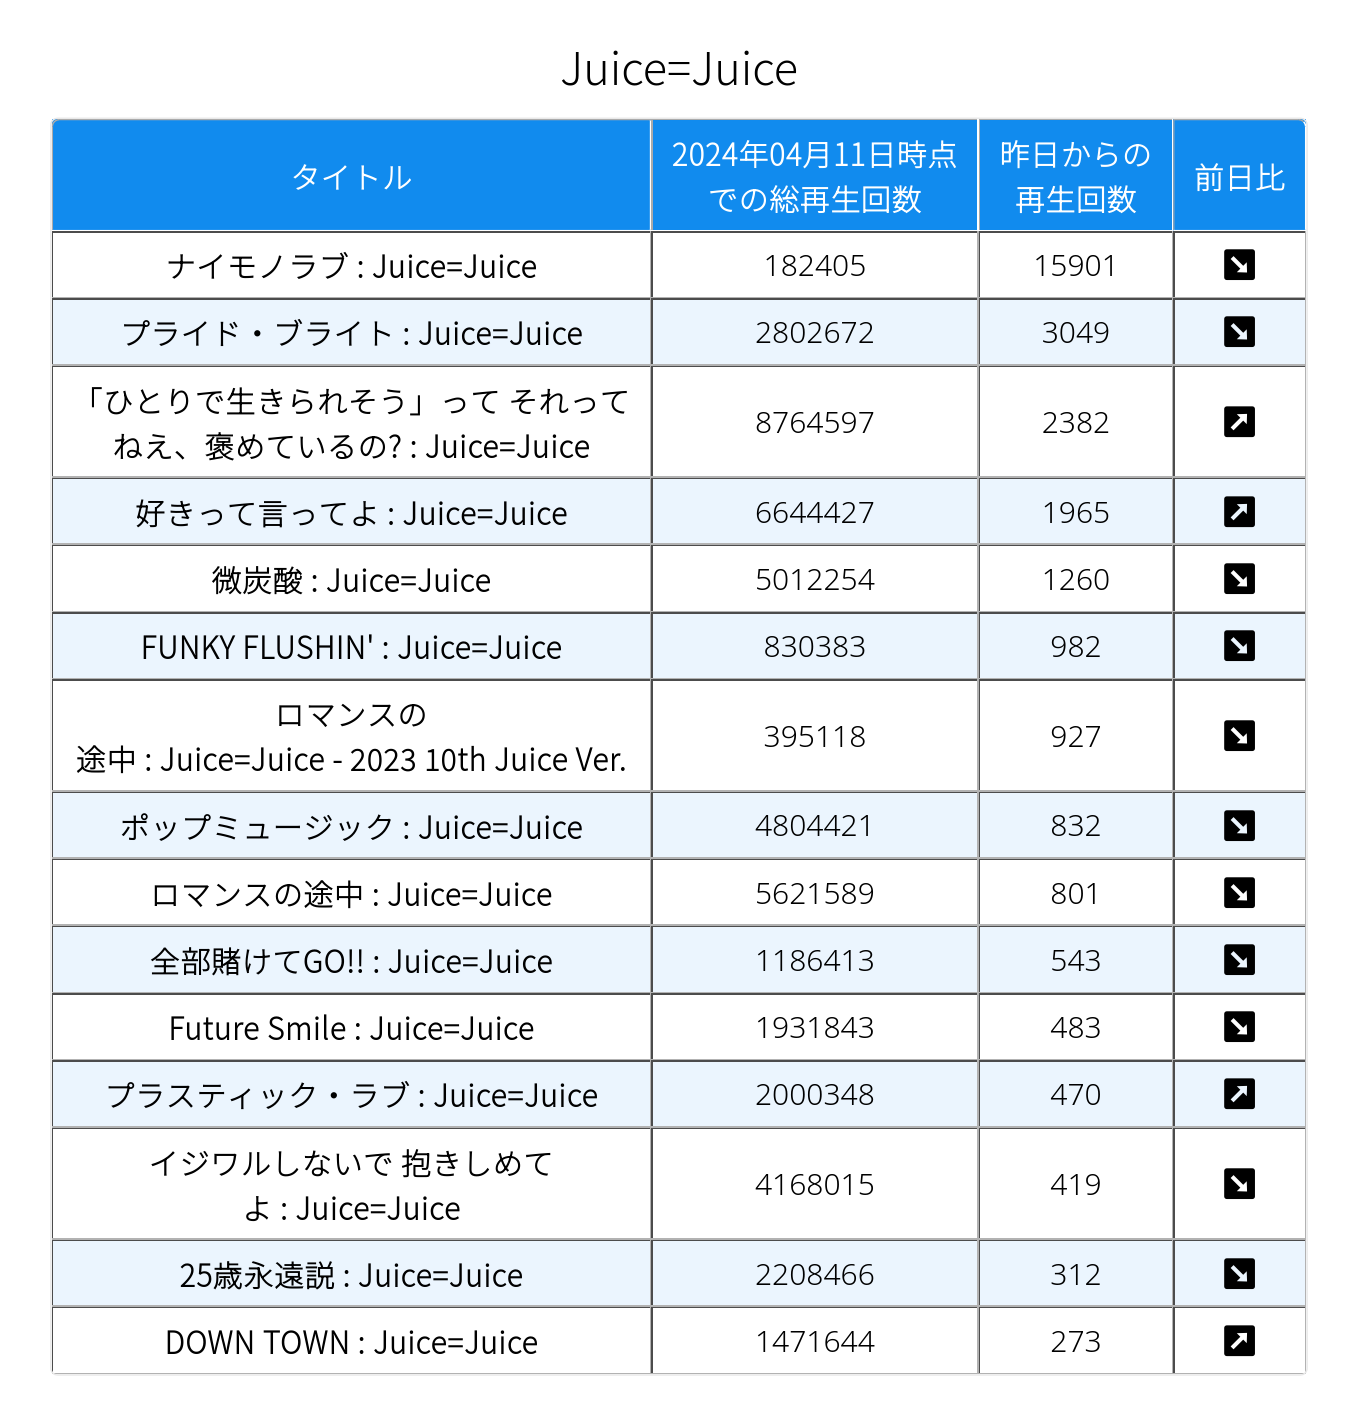 Juice=Juice
タイトル
2024年04月11日時点
での総再生回数
昨日からの
再生回数
前日比
ナイモノラブ : Juice=Juice
182405
15901
プライド・ブライト : Juice=Juice
2802672
3049
「ひとりで生きられそう」って それって
ねえ、褒めているの? : Juice=Juice
8764597
2382
好きって言ってよ : Juice=Juice
6644427
1965
微炭酸 : Juice=Juice
5012254
1260
FUNKY FLUSHIN' : Juice=Juice
830383
982
ロマンスの
途中 : Juice=Juice - 2023 10th Juice Ver.
395118
927
ポップミュージック : Juice=Juice
4804421
832
ロマンスの途中 : Juice=Juice
5621589
801
全部賭けてGO!! : Juice=Juice
1186413
543
Future Smile : Juice=Juice
1931843
483
プラスティック・ラブ : Juice=Juice
2000348
470
イジワルしないで 抱きしめて
よ : Juice=Juice
4168015
419
25歳永遠説 : Juice=Juice
2208466
312
DOWN TOWN : Juice=Juice
1471644
273